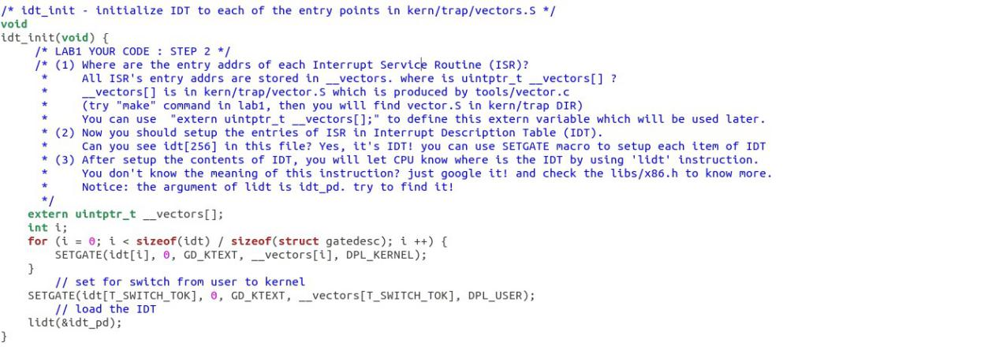 /* idt_init - initialize IDT to each of the entry points in kern/trap/vectors.S */
void
idt_init(void) {
     /* LAB1 YOUR CODE : STEP 2 */
     /* (1) Where are the entry addrs of each Interrupt Service Routine (ISR)?
      *     All ISR's entry addrs are stored in __vectors. where is uintptr_t __vectors[] ?
      *     __vectors[] is in kern/trap/vector.S which is produced by tools/vector.c
      *     (try "make" command in lab1, then you will find vector.S in kern/trap DIR)
      *     You can use  "extern uintptr_t __vectors[];" to define this extern variable which will be used later.
      * (2) Now you should setup the entries of ISR in Interrupt Description Table (IDT).
      *     Can you see idt[256] in this file? Yes, it's IDT! you can use SETGATE macro to setup each item of IDT
      * (3) After setup the contents of IDT, you will let CPU know where is the IDT by using 'lidt' instruction.
      *     You don't know the meaning of this instruction? just google it! and check the libs/x86.h to know more.
      *     Notice: the argument of lidt is idt_pd. try to find it!
      */
    extern uintptr_t __vectors[];
    int i;
    for (i = 0; i < sizeof(idt) / sizeof(struct gatedesc); i ++) {
        SETGATE(idt[i], 0, GD_KTEXT, __vectors[i], DPL_KERNEL);
    }
        // set for switch from user to kernel
    SETGATE(idt[T_SWITCH_TOK], 0, GD_KTEXT, __vectors[T_SWITCH_TOK], DPL_USER);
        // load the IDT
    lidt(&idt_pd);
}